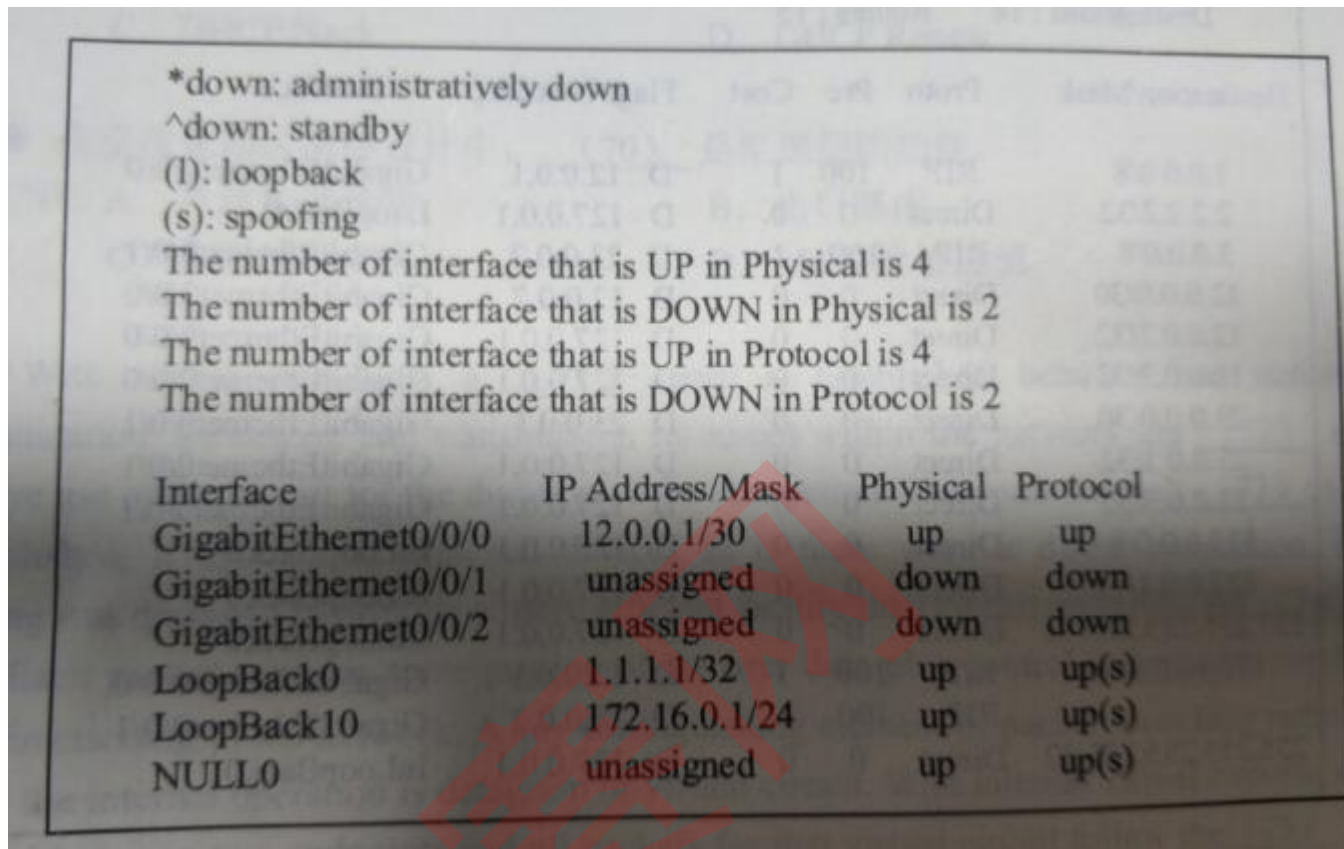 *down: administratively down
^down: standby
(l): loopback
(s): spoofing
The number of interface that is UP in Physical is 4
The number of interface that is DOWN in Physical is 2
The number of interface that is UP in Protocol is 4
The number of interface that is DOWN in Protocol is 2
Interface IP Address/Mask Physical Protocol
GigabitEthernet0/0/0 12.0.0.1/30 up up
GigabitEthernet0/0/1 unassigned down down
GigabitEthernet0/0/2 unassigned down down
LoopBack0 1.1.1.1/32 up up(s)
LoopBack10 172.16.0.1/24 up up(s)
NULL0 unassigned up up(s)